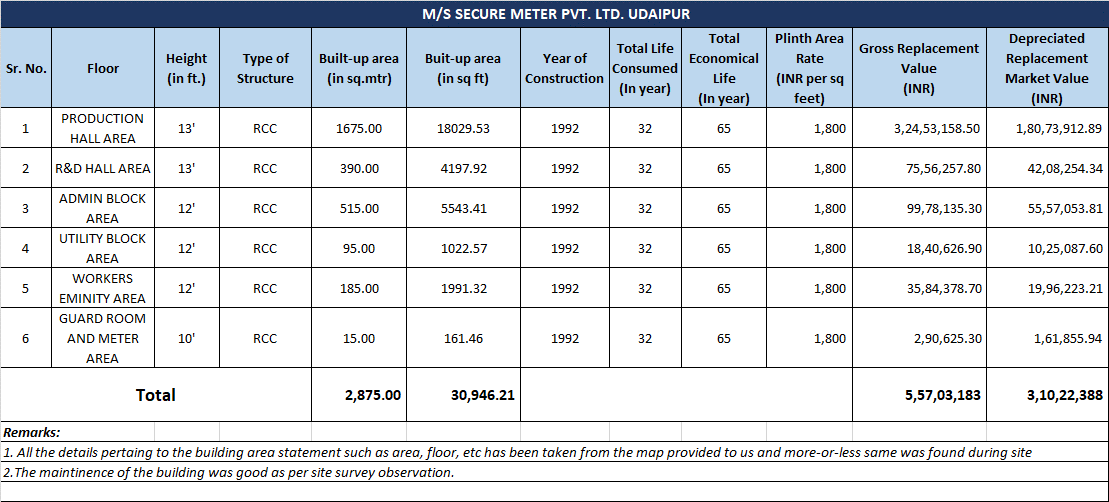 M/S SECURE METER PVT. LTD. UDAIPUR
Sr. No. Floor Height (in ft.) Type of Structure Built-up area (in sq.mtr) Buit-up area (in sq ft) Year of Construction Total Life Consumed (In year) Total Economical Life (In year) Plinth Area Rate (INR per sq feet) Gross Replacement Value (INR) Depreciated Replacement Market Value (INR)
1 PRODUCTION HALL AREA 13' RCC 1675.00 18029.53 1992 32 65 1,800 3,24,53,158.50 1,80,73,912.89
2 R&D HALL AREA 13' RCC 390.00 4197.92 1992 32 65 1,800 75,56,257.80 42,08,254.34
3 ADMIN BLOCK AREA 12' RCC 515.00 5543.41 1992 32 65 1,800 99,78,135.30 55,57,053.81
4 UTILITY BLOCK AREA 12' RCC 95.00 1022.57 1992 32 65 1,800 18,40,626.90 10,25,087.60
5 WORKERS EMINITY AREA 12' RCC 185.00 1991.32 1992 32 65 1,800 35,84,378.70 19,96,223.21
6 GUARD ROOM AND METER AREA 10' RCC 15.00 161.46 1992 32 65 1,800 2,90,625.30 1,61,855.94
Total 2,875.00 30,946.21 5,57,03,183 3,10,22,388
Remarks:
1. All the details pertaing to the building area statement such as area, floor, etc has been taken from the map provided to us and more-or-less same was found during site
2.The maintinence of the building was good as per site survey observation.